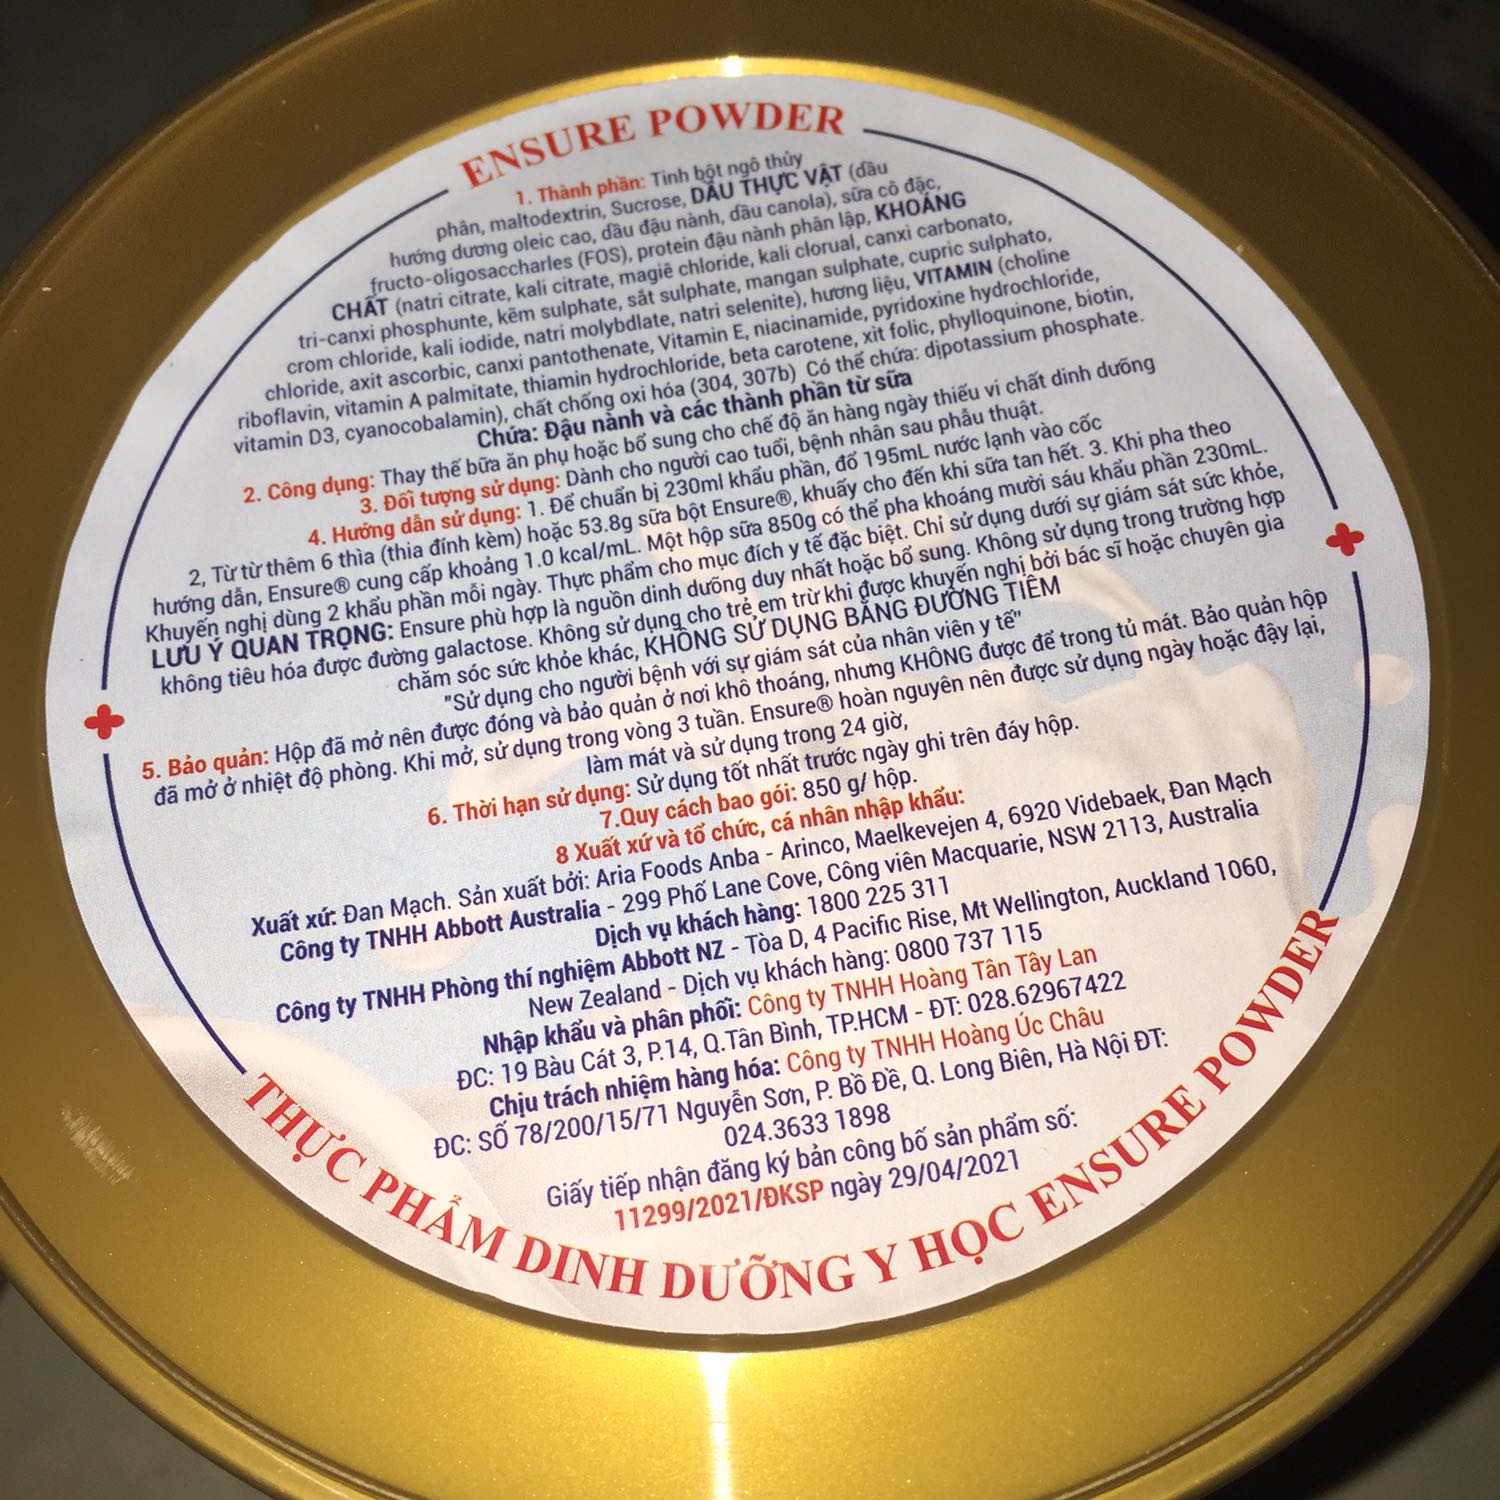 ENSURE POWDER
1. Thành phần: Tinh bột ngô thủy
phân, maltodextrin, Sucrose, DẦU THỰC VẬT (dầu
hướng dương oleic cao, dầu đậu nành, dầu canola), sữa cô đặc,
fructo-oligosaccharles (FOS), protein đậu nành phân lập, KHOÁNG
CHẤT (natri citrate, kali citrate, magiê chloride, kali clorual, canxi carbonato,
tri-canxi phosphunte, kẽm sulphate, sắt sulphate, mangan sulphate, cupric sulphato,
crom chloride, kali iodide, natri molybdlate, natri selenite), hương liệu, VITAMIN (choline
chloride, axit ascorbic, canxi pantothenate, Vitamin E, niacinamide, pyridoxine hydrochloride,
riboflavin, vitamin A palmitate, thiamin hydrochloride, beta carotene, xit folic, phylloquinone, biotin,
vitamin D3, cyanocobalamin), chất chống oxi hóa (304, 307b) Có thể chứa: dipotassium phosphate.
Chứa: Đậu nành và các thành phần từ sữa
2. Công dụng: Thay thế bữa ăn phụ hoặc bổ sung cho chế độ ăn hàng ngày thiếu vi chất dinh dưỡng
3. Đối tượng sử dụng: Dành cho người cao tuổi, bệnh nhân sau phẫu thuật.
4. Hướng dẫn sử dụng: 1. Để chuẩn bị 230ml khẩu phần, đổ 195mL nước lạnh vào cốc
2, Từ từ thêm 6 thìa (thia đính kèm) hoặc 53.8g sữa bột Ensure®, khuấy cho đến khi sữa tan hết. 3. Khi pha theo
hướng dẫn, Ensure® cung cấp khoảng 1.0 kcal/mL. Một hộp sữa 850g có thể pha khoảng mười sáu khẩu phần 230mL.
Khuyến nghị dùng 2 khẩu phần mỗi ngày. Thực phẩm cho mục đích y tế đặc biệt. Chỉ sử dụng dưới sự giám sát sức khỏe,
LƯU Ý QUAN TRỌNG: Ensure phù hợp là nguồn dinh dưỡng duy nhất hoặc bổ sung. Không sử dụng trong trường hợp
không tiêu hóa được đường galactose. Không sử dụng cho trẻ em trừ khi được khuyến nghị bởi bác sĩ hoặc chuyên gia
chăm sóc sức khỏe khác, KHÔNG SỬ DỤNG BẰNG ĐƯỜNG TIÊM
"Sử dụng cho người bệnh với sự giám sát của nhân viên y tế"
5. Bảo quản: Hộp đã mở nên được đóng và bảo quản ở nơi khô thoáng, nhưng KHÔNG được để trong tủ mát. Bảo quản hộp
đã mở ở nhiệt độ phòng. Khi mở, sử dụng trong vòng 3 tuần. Ensure® hoàn nguyên nên được sử dụng ngày hoặc đậy lại,
làm mát và sử dụng trong 24 giờ,
6. Thời hạn sử dụng: Sử dụng tốt nhất trước ngày ghi trên đáy hộp.
7.Quy cách bao gói: 850 g/ hộp.
8 Xuất xứ và tổ chức, cá nhân nhập khẩu:
Xuất xứ: Đan Mạch. Sản xuất bởi: Aria Foods Anba - Arinco, Maelkevejen 4, 6920 Videbaek, Đan Mạch
Công ty TNHH Abbott Australia - 299 Phố Lane Cove, Công viên Macquarie, NSW 2113, Australia
Dịch vụ khách hàng: 1800 225 311
Công ty TNHH Phòng thí nghiệm Abbott NZ - Tòa D, 4 Pacific Rise, Mt Wellington, Auckland 1060,
New Zealand - Dịch vụ khách hàng: 0800 737 115
Nhập khẩu và phân phối: Công ty TNHH Hoàng Tân Tây Lan
ĐC: 19 Bàu Cát 3, P.14, Q.Tân Bình, TP.HCM - ĐT: 028.62967422
Chịu trách nhiệm hàng hóa: Công ty TNHH Hoàng Úc Châu
ĐC: SỐ 78/200/15/71 Nguyễn Sơn, P. Bồ Đề, Q. Long Biên, Hà Nội ĐT:
024.3633 1898
Giấy tiếp nhận đăng ký bản công bố sản phẩm số:
11299/2021/ĐKSP ngày 29/04/2021
THỰC PHẨM DINH DƯỠNG Y HỌC ENSURE POWDER